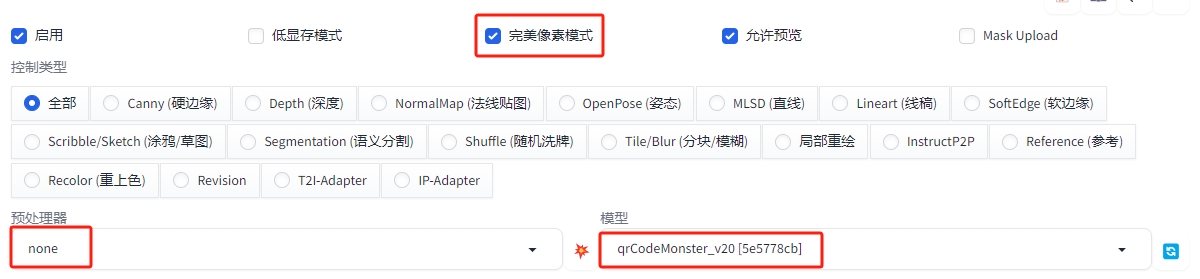 启用 低显存模式 完美像素模式 允许预览 Mask Upload
控制类型
全部 Canny (硬边缘) Depth (深度) NormalMap (法线贴图) OpenPose (姿态) MLSD (直线) Lineart (线稿) SoftEdge (软边缘)
Scribble/Sketch (涂鸦/草图) Segmentation (语义分割) Shuffle (随机洗牌) Tile/Blur (分块/模糊) 局部重绘 InstructP2P Reference (参考)
Recolor (重上色) Revision T2I-Adapter IP-Adapter
预处理器 模型
none qrCodeMonster_v20 [5e5778cb]